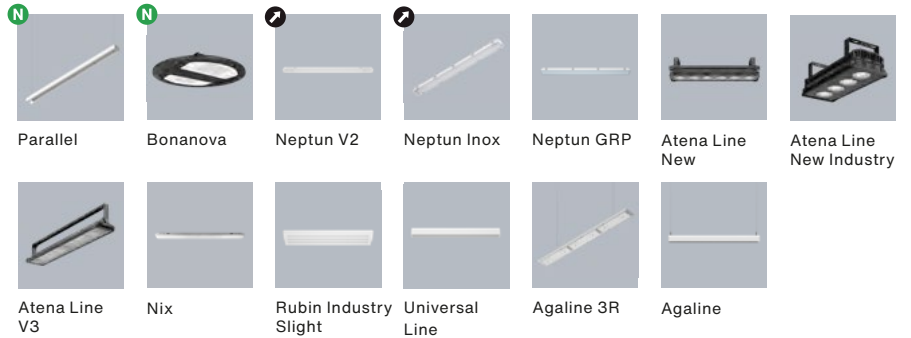 N
N
Parallel
Bonanova
Neptun V2
Neptun Inox
Neptun GRP
Atena Line
New
Atena Line
New Industry
Atena Line
V3
Nix
Rubin Industry
Slight
Universal
Line
Agaline 3R
Agaline